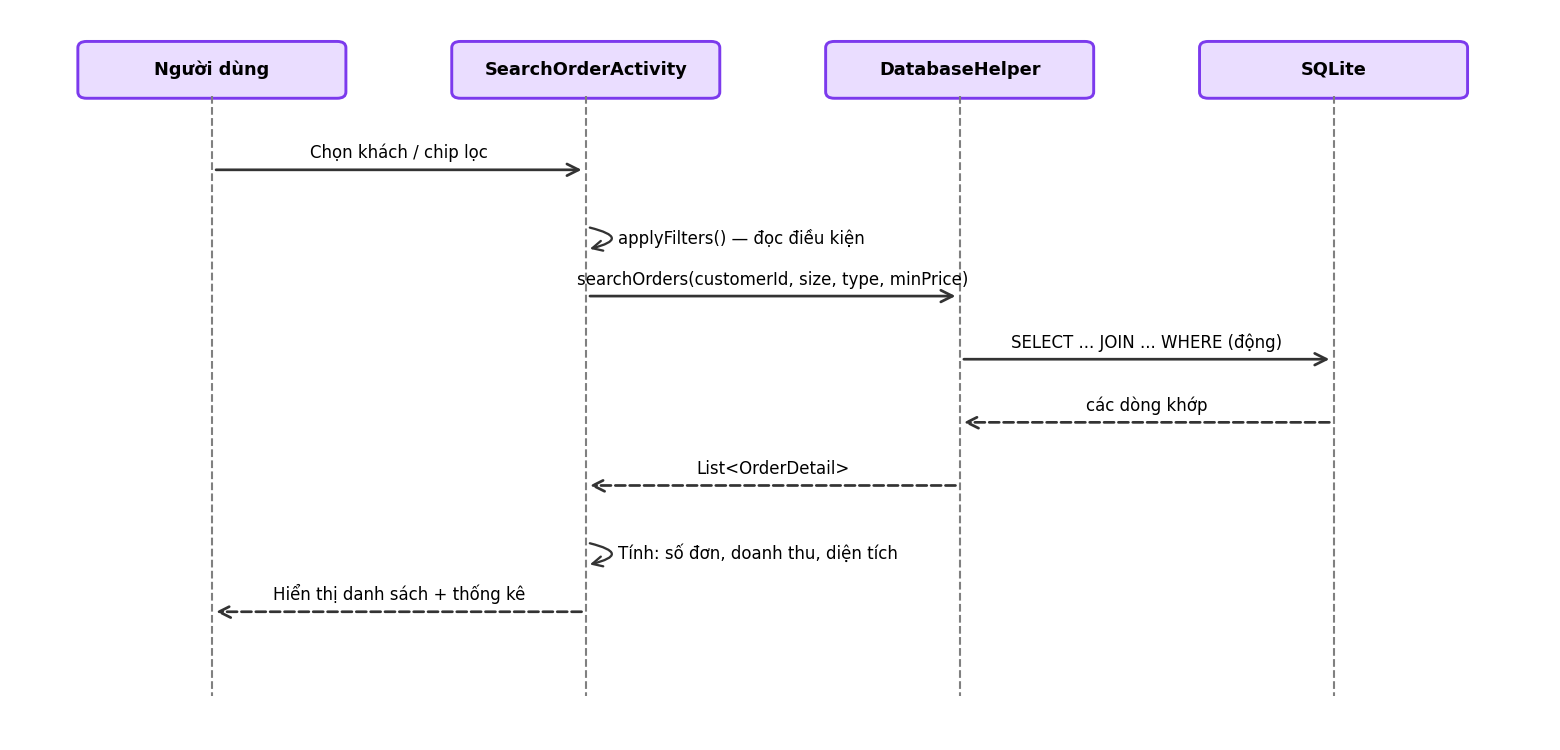 Người dùng
SearchOrderActivity
DatabaseHelper
SQLite
Chọn khách / chip lọc
applyFilters() — đọc điều kiện
searchOrders(customerId, size, type, minPrice)
SELECT ... JOIN ... WHERE (động)
các dòng khớp
List<OrderDetail>
Tính: số đơn, doanh thu, diện tích
Hiển thị danh sách + thống kê